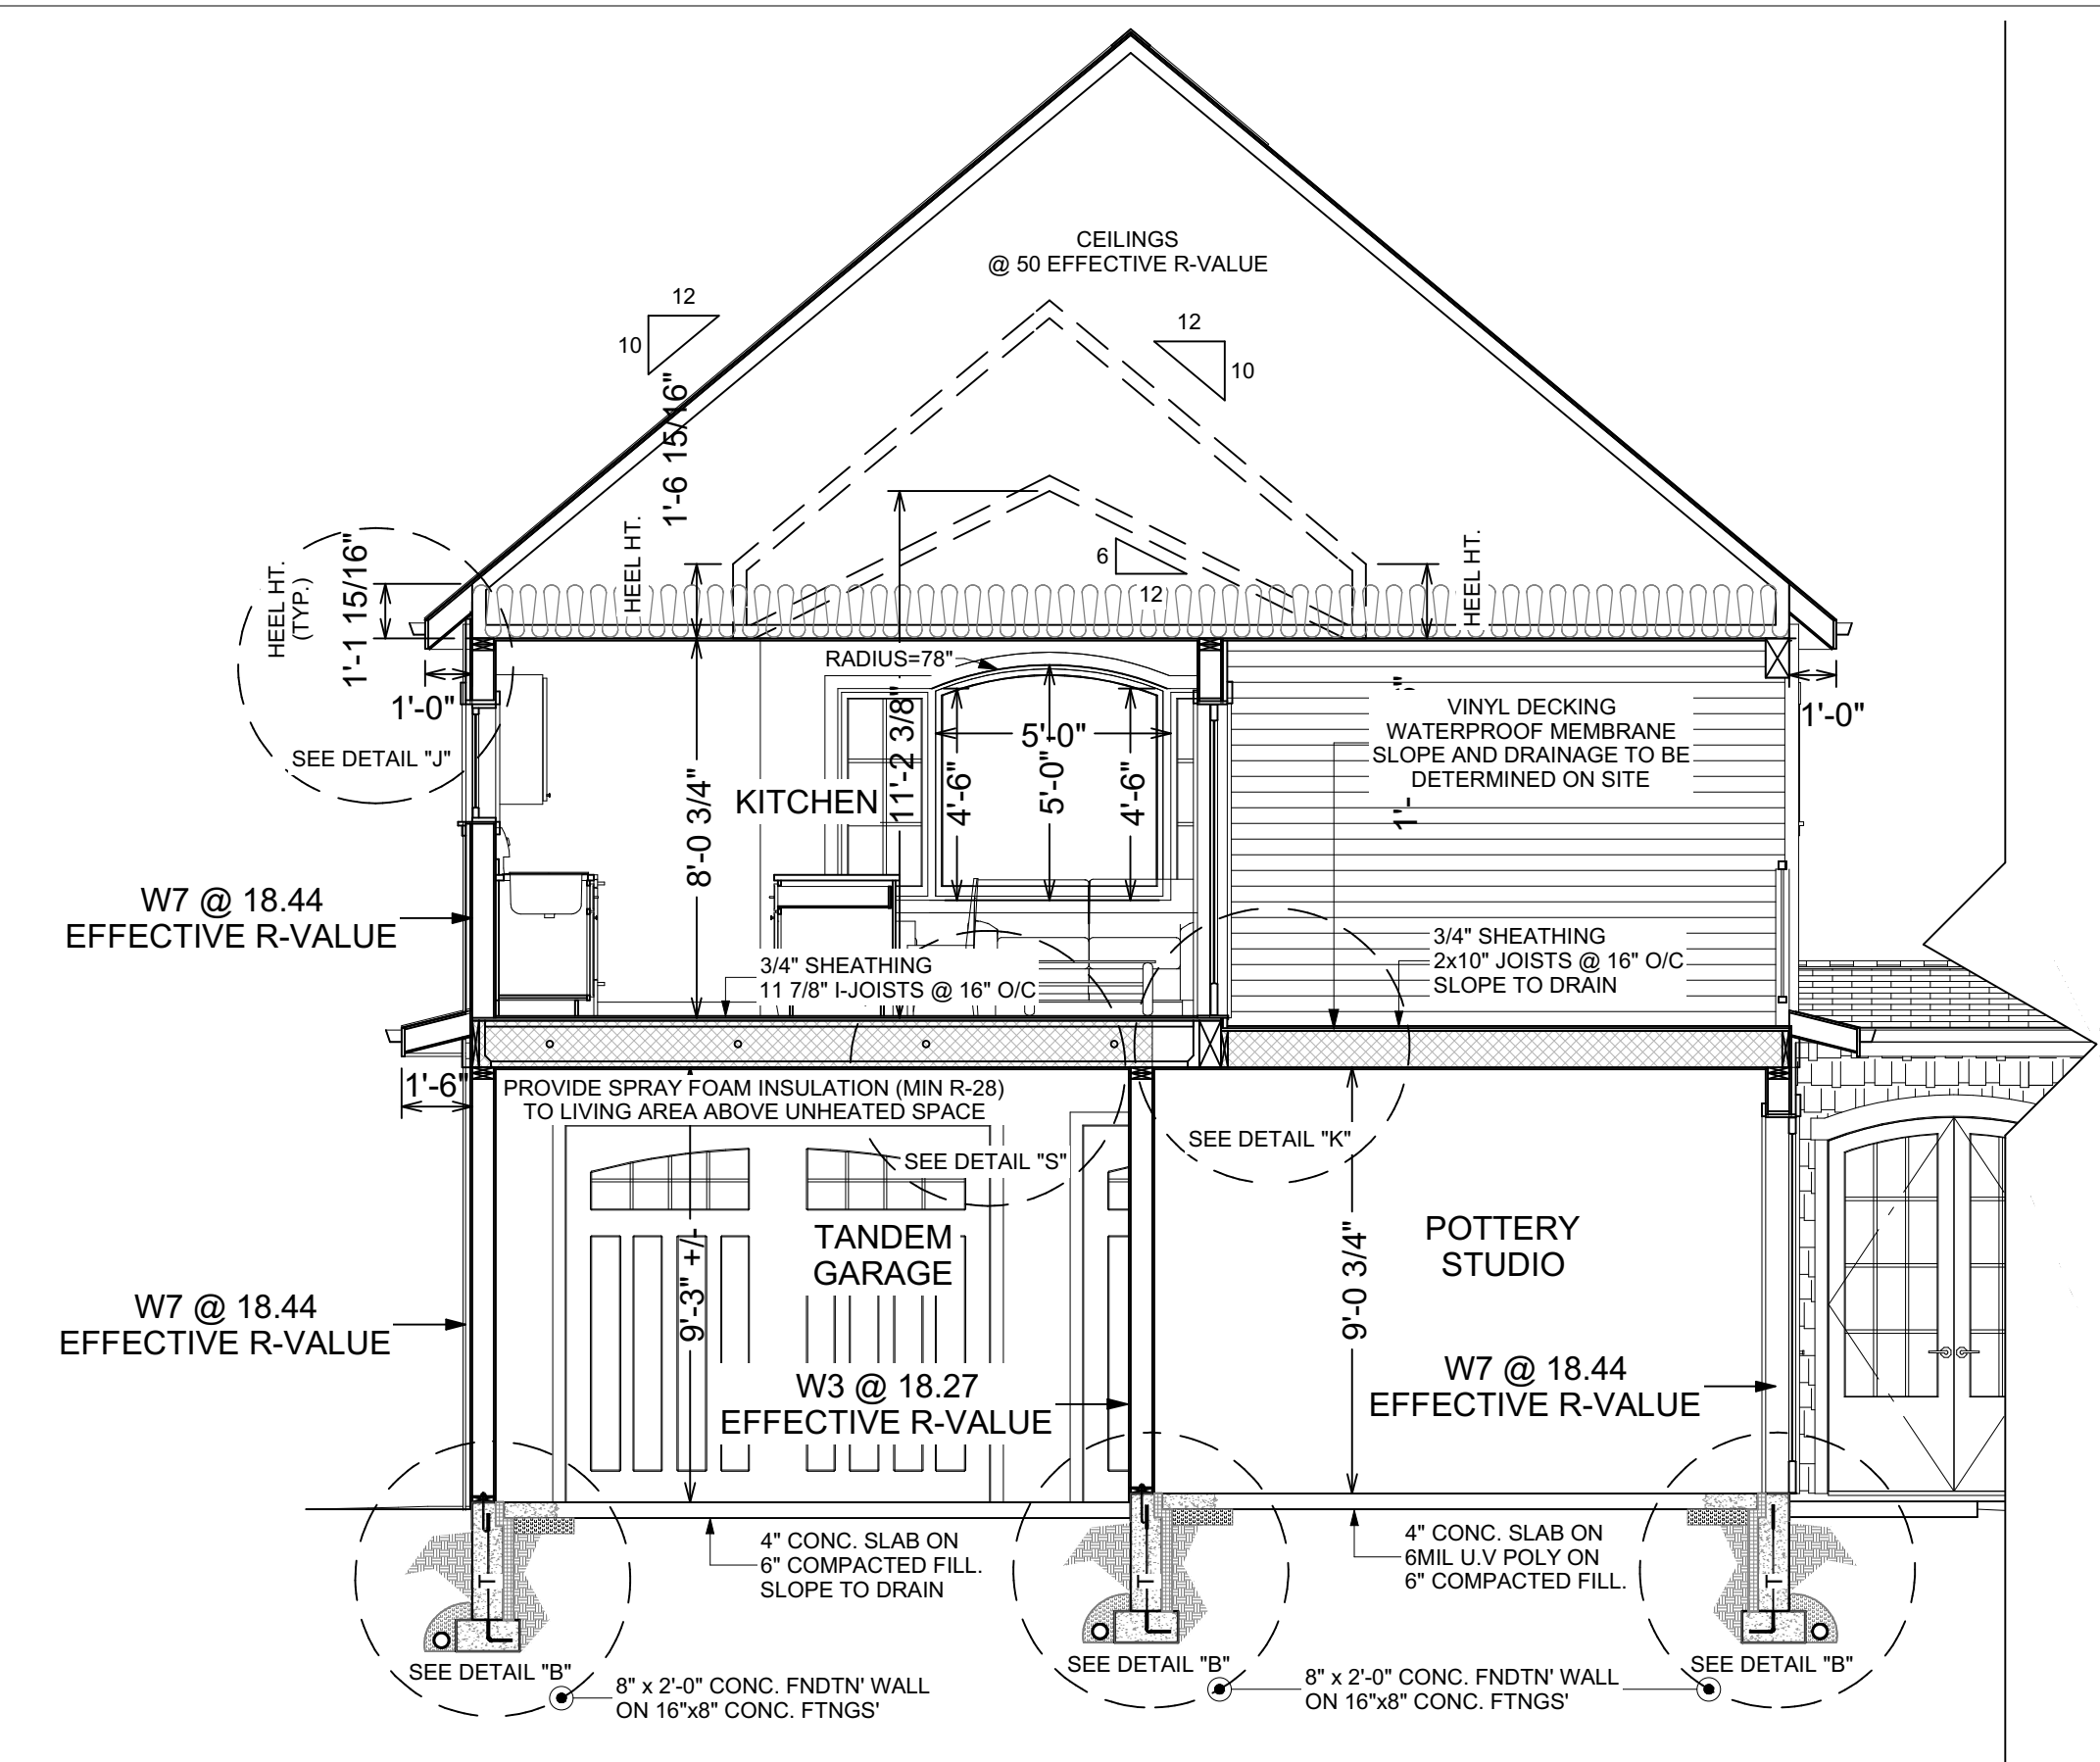 CEILINGS
@ 50 EFFECTIVE R-VALUE
12
10
12
10
1'-6 15/16"
HEEL HT.
6
12
HEEL HT.
HEEL HT.
(TYP.)
1'-1 15/16"
1'-0"
SEE DETAIL "J"
RADIUS=78"
KITCHEN
8'-0 3/4"
11'-2 3/8"
5'-0"
4'-6"
5'-0"
4'-6"
VINYL DECKING
WATERPROOF MEMBRANE
SLOPE AND DRAINAGE TO BE
DETERMINED ON SITE
1'-0"
W7 @ 18.44
EFFECTIVE R-VALUE
3/4" SHEATHING
11 7/8" I-JOISTS @ 16" O/C
3/4" SHEATHING
2x10" JOISTS @ 16" O/C
SLOPE TO DRAIN
1'-6"
PROVIDE SPRAY FOAM INSULATION (MIN R-28)
TO LIVING AREA ABOVE UNHEATED SPACE
SEE DETAIL "S"
SEE DETAIL "K"
TANDEM
GARAGE
9'-3" +/-
POTTERY
STUDIO
9'-0 3/4"
W7 @ 18.44
EFFECTIVE R-VALUE
W3 @ 18.27
EFFECTIVE R-VALUE
W7 @ 18.44
EFFECTIVE R-VALUE
4" CONC. SLAB ON
6" COMPACTED FILL.
SLOPE TO DRAIN
4" CONC. SLAB ON
6MIL U.V POLY ON
6" COMPACTED FILL.
T
T
T
SEE DETAIL "B"
SEE DETAIL "B"
SEE DETAIL "B"
8" x 2'-0" CONC. FNDTN' WALL
ON 16"x8" CONC. FTNGS'
8" x 2'-0" CONC. FNDTN' WALL
ON 16"x8" CONC. FTNGS'